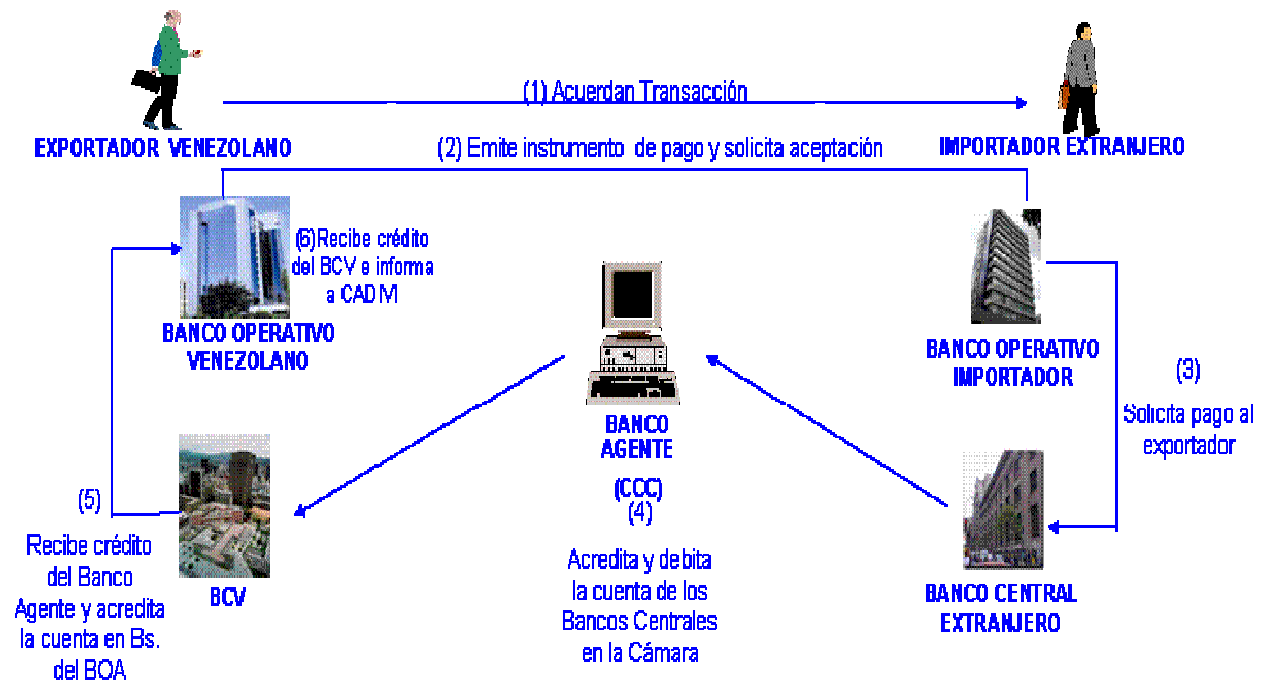 (1) Acuerdan Transacción
EXPORTADOR VENEZOLANO
(2) Emite instrumento de pago y solicita aceptación
IMPORTADOR EXTRANJERO
(6)Recibe crédito
del BCV e informa
a CADIVI
BANCO OPERATIVO
VENEZOLANO
BANCO OPERATIVO
IMPORTADOR
(3)
Solicita pago al
exportador
BANCO
AGENTE
(CCC)
(4)
Acredita y debita
la cuenta de los
Bancos Centrales
en la Cámara
(5)
Recibe crédito
del Banco
Agente y acredita
la cuenta en Bs.
del BOA
BCV
BANCO CENTRAL
EXTRANJERO